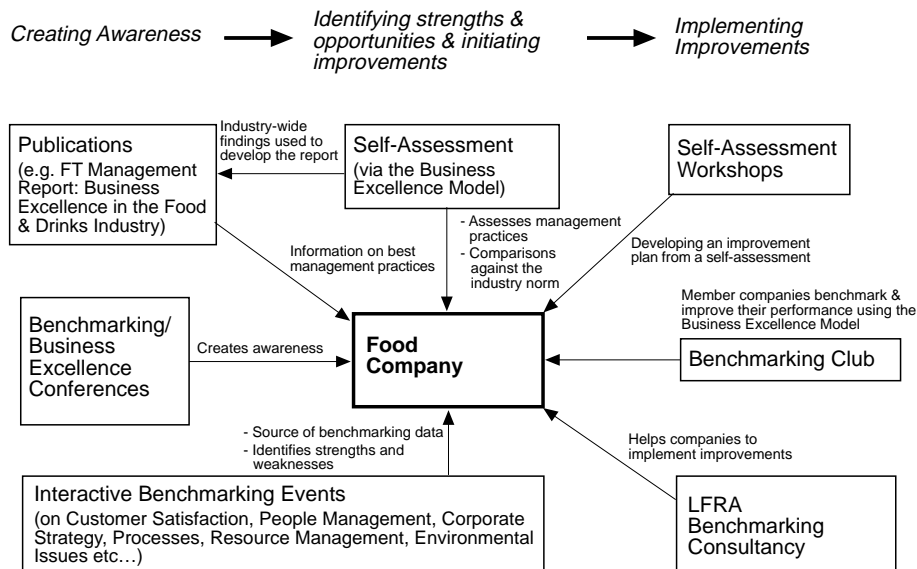 Creating Awareness
Identifying strengths &
opportunities & initiating
improvements
Implementing
Improvements
Publications
(e.g. FT Management
Report: Business
Excellence in the Food
& Drinks Industry)
Industry-wide
findings used to
develop the report
Self-Assessment
(via the Business
Excellence Model)
Self-Assessment
Workshops
Information on best
management practices
- Assesses management
practices
- Comparisons
against the
industry norm
Developing an improvement
plan from a self-assessment
Benchmarking/
Business
Excellence
Conferences
Creates awareness
Food
Company
Member companies benchmark &
improve their performance using the
Business Excellence Model
Benchmarking Club
- Source of benchmarking data
- Identifies strengths and
weaknesses
Helps companies to
implement improvements
Interactive Benchmarking Events
(on Customer Satisfaction, People Management, Corporate
Strategy, Processes, Resource Management, Environmental
Issues etc…)
LFRA
Benchmarking
Consultancy